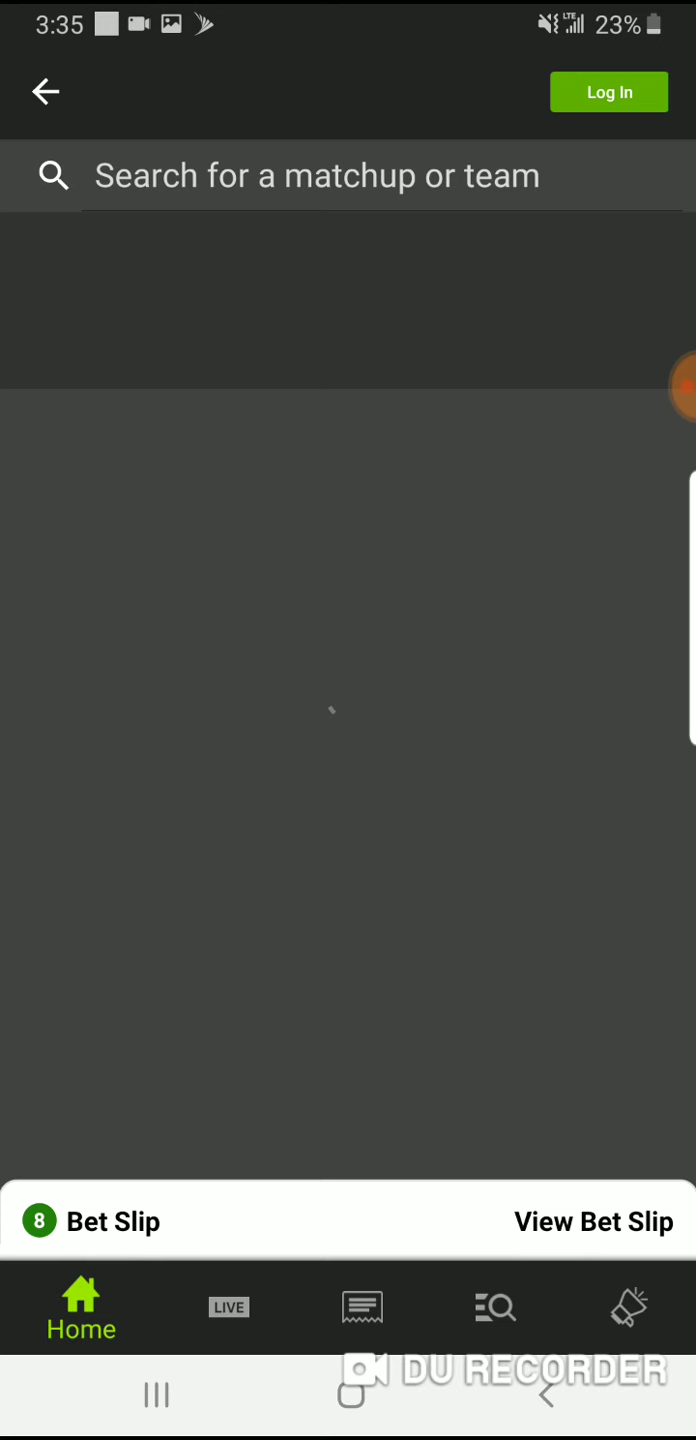 3:35 LTE 23%
Log In
Search for a matchup or team
8 Bet Slip View Bet Slip
LIVE
Home
DU RECORDER